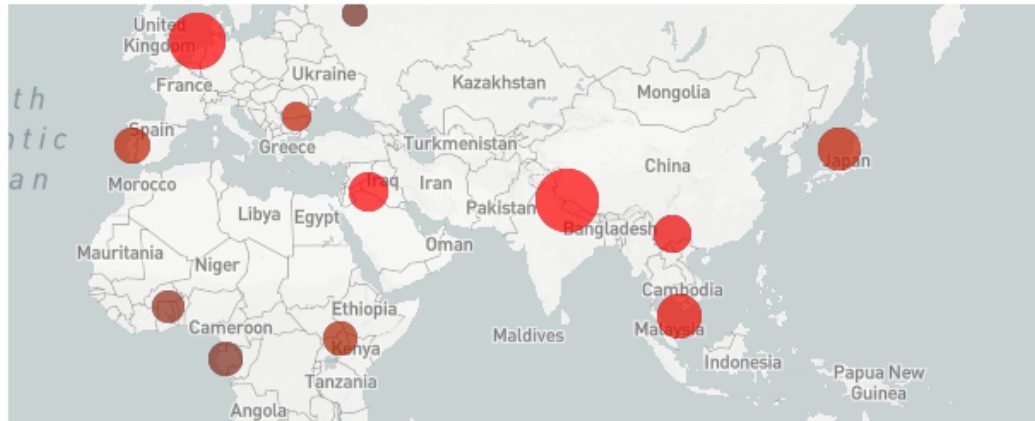 United
Kingdom
Ukraine
Kazakhstan
Mongolia
France
th
ntic
an
Spain
Greece
Turkmenistan
China
Japan
Morocco
Iraq
Iran
Pakistan
Libya
Egypt
Bangladesh
Oman
Mauritania
Niger
Ethiopia
Cambodia
Cameroon
Malaysia
Maldives
Kenya
Indonesia
Tanzania
Papua New
Guinea
Angola